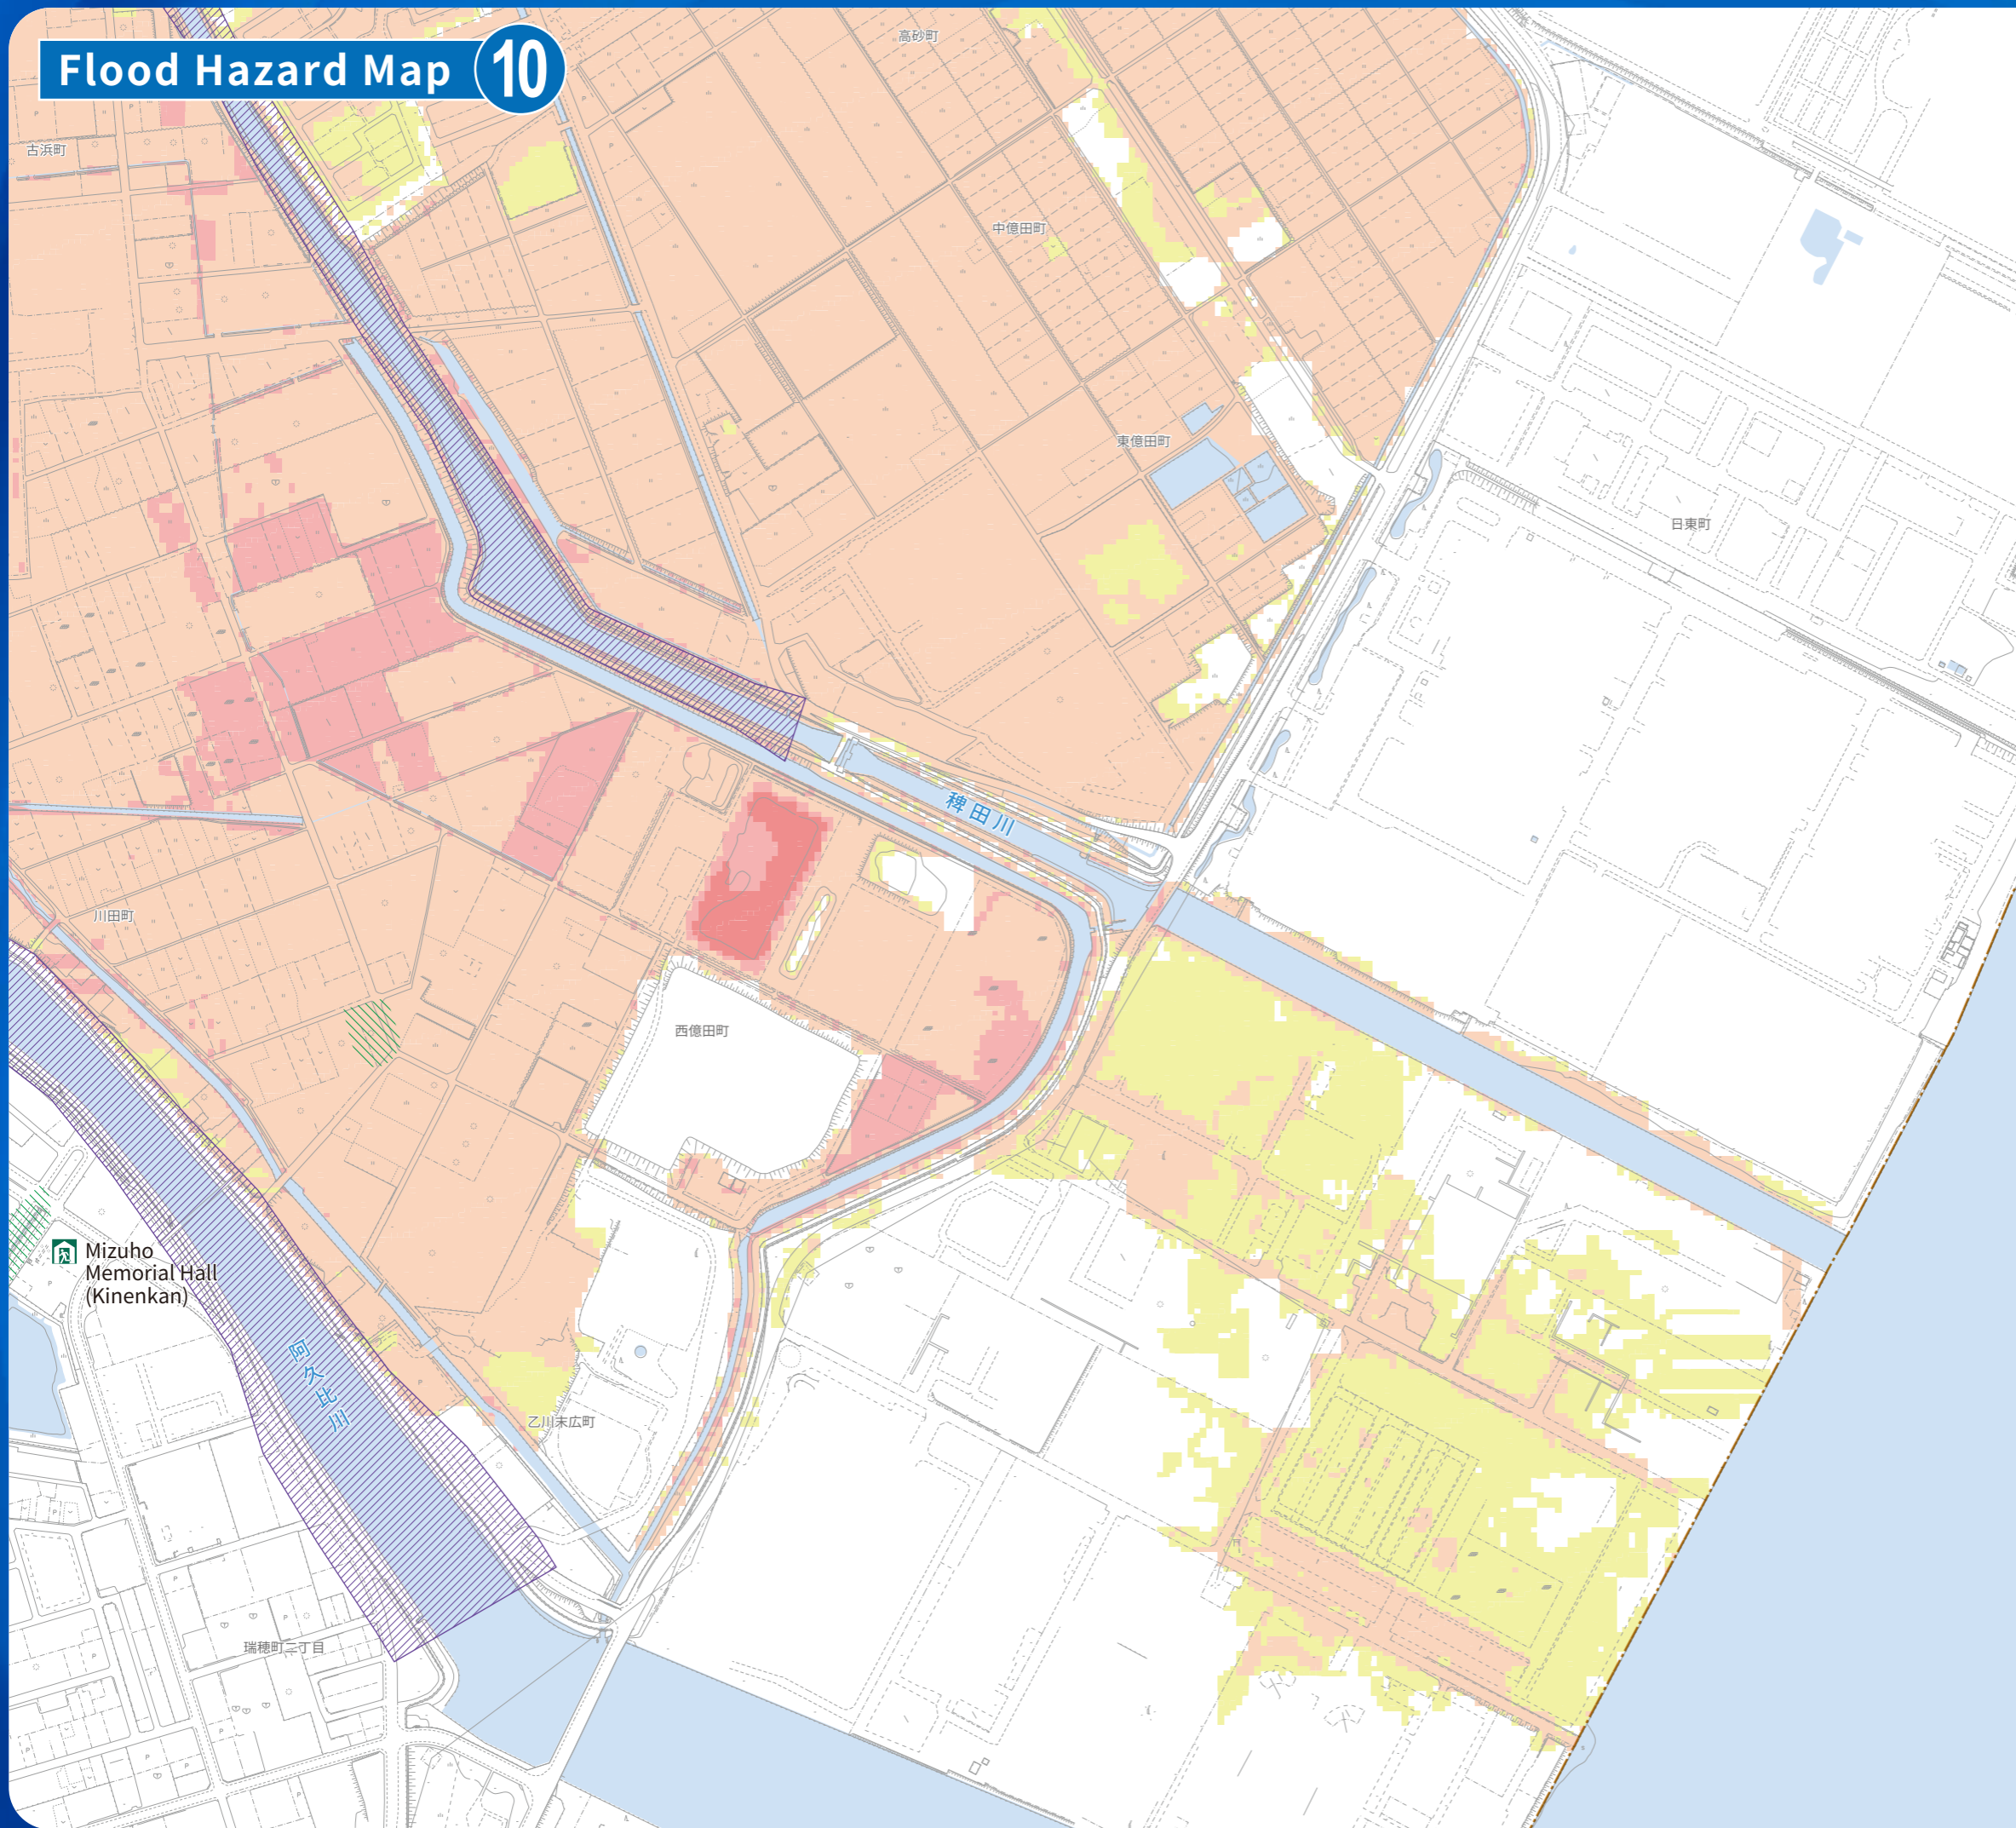 Flood Hazard Map 10
高砂町
古浜町
中億田町
東億田町
日東町
稗田川
川田町
西億田町
Mizuho
Memorial Hall
(Kinenkan)
阿久比川
乙川末広町
瑞穂町二丁目